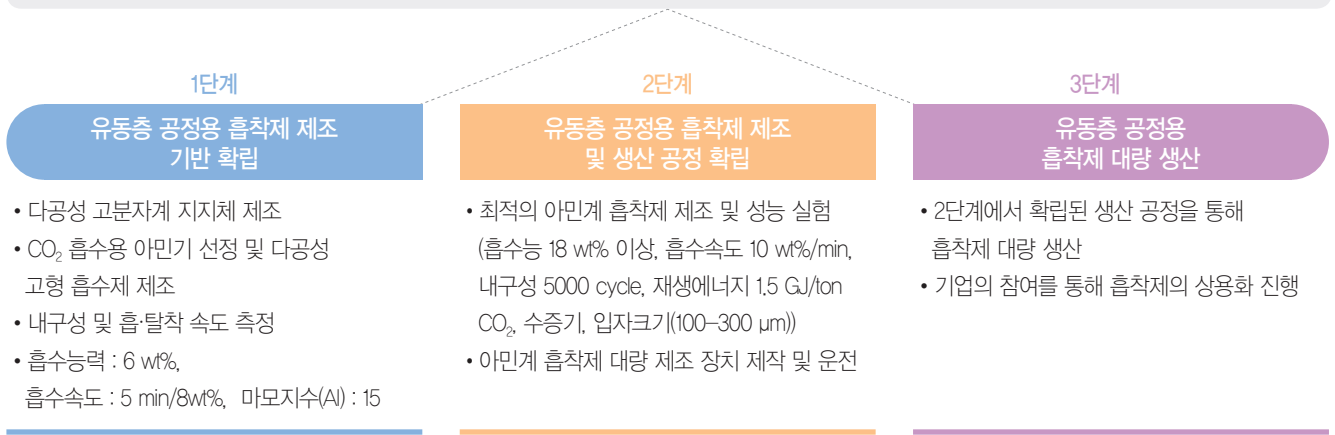 1단계
유동층 공정용 흡착제 제조
기반 확립
• 다공성 고분자계 지지체 제조
• CO₂ 흡수용 아민기 선정 및 다공성
고형 흡수제 제조
• 내구성 및 흡·탈착 속도 측정
• 흡수능력 : 6 wt%,
흡수속도 : 5 min/8wt%, 마모지수(AI) : 15
2단계
유동층 공정용 흡착제 제조
및 생산 공정 확립
• 최적의 아민계 흡착제 제조 및 성능 실험
(흡수능 18 wt% 이상, 흡수속도 10 wt%/min,
내구성 5000 cycle, 재생에너지 1.5 GJ/ton
CO₂, 수증기, 입자크기(100–300 μm))
• 아민계 흡착제 대량 제조 장치 제작 및 운전
3단계
유동층 공정용
흡착제 대량 생산
• 2단계에서 확립된 생산 공정을 통해
흡착제 대량 생산
• 기업의 참여를 통해 흡착제의 상용화 진행